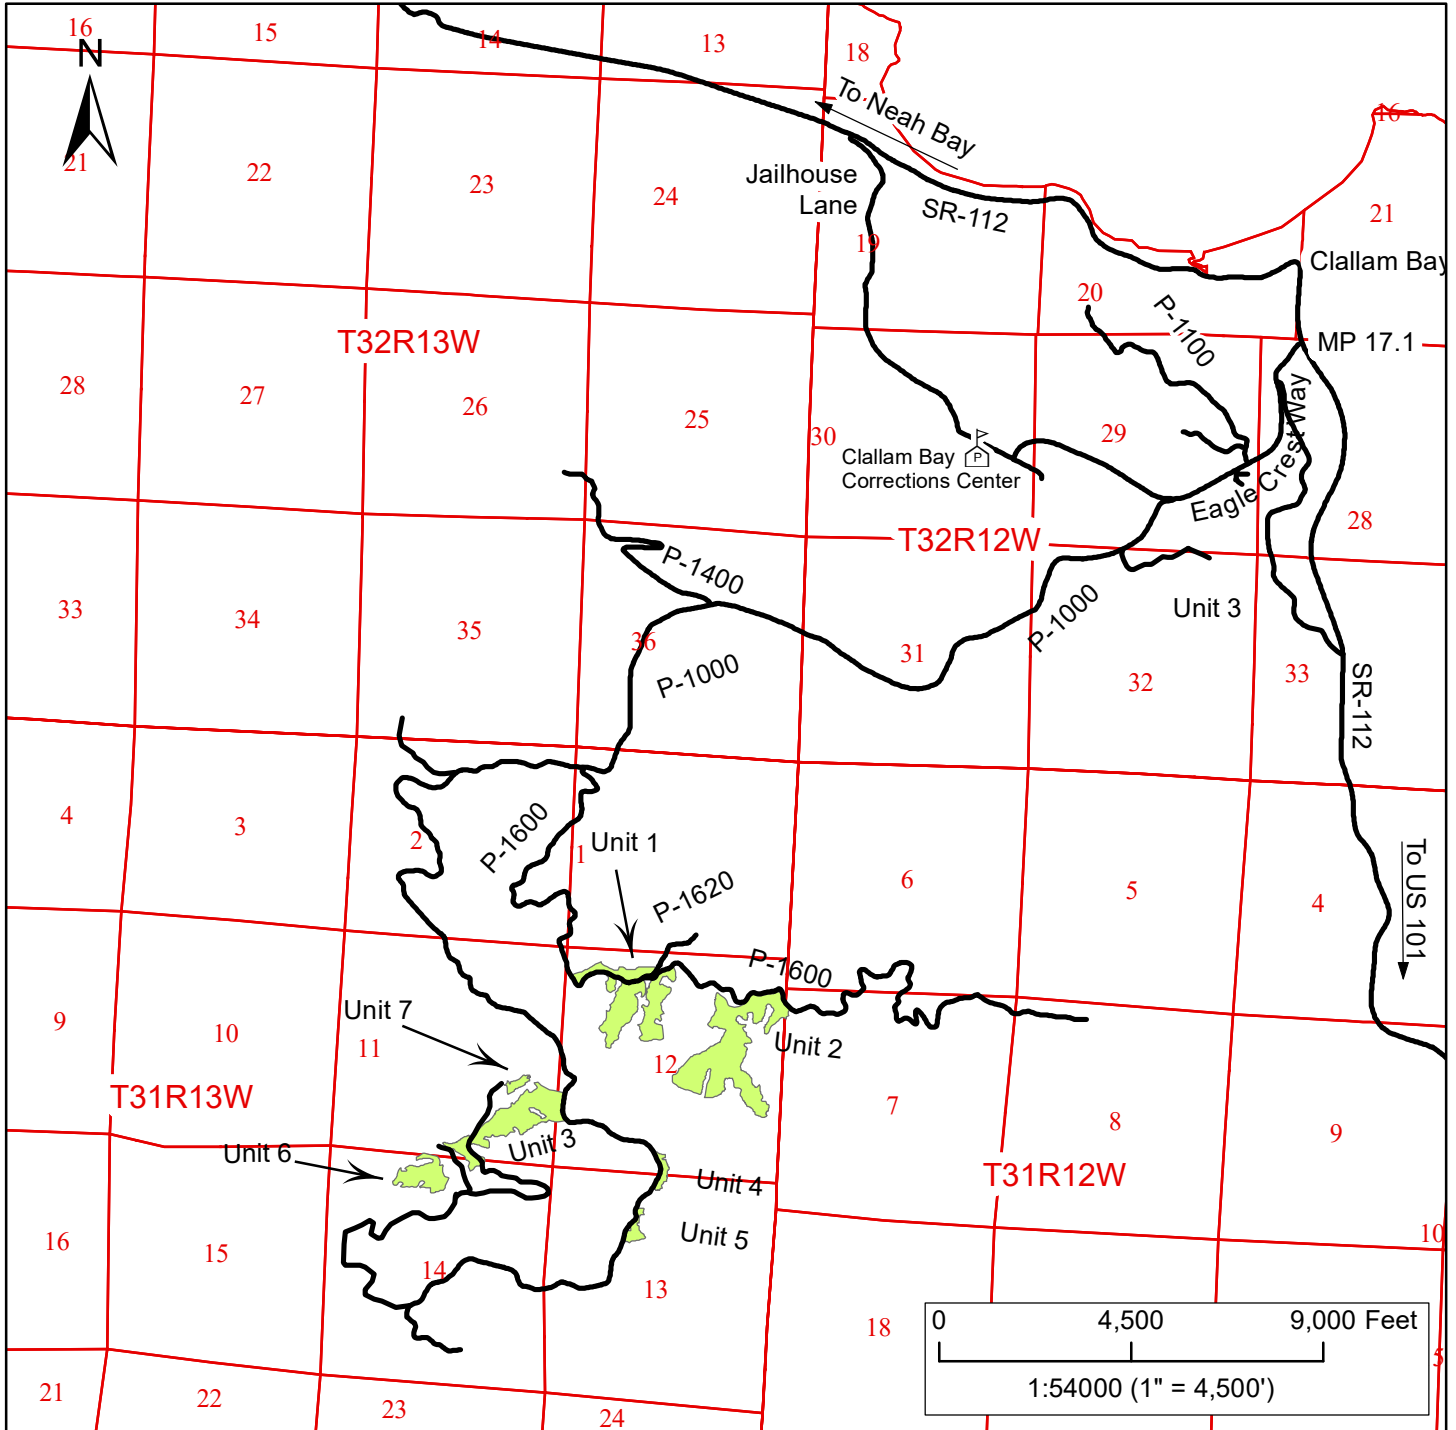 16
15
14
13
18
16
N
To Neah Bay
21
22
23
24
Jailhouse
Lane
SR-112
19
21
Clallam Bay
20
P-1100
MP 17.1
T32R13W
28
27
26
25
30
29
Eagle Crest Way
Clallam Bay
Corrections Center
P
28
T32R12W
P-1400
33
34
35
36
P-1000
31
P-1000
Unit 3
32
33
SR-112
4
3
2
P-1600
1
Unit 1
P-1620
6
5
4
To US 101
P-1600
9
10
11
Unit 7
12
Unit 2
7
8
9
T31R13W
Unit 6
Unit 3
Unit 4
T31R12W
Unit 5
16
15
14
13
18
10
0 4,500 9,000 Feet
1:54000 (1" = 4,500')
21
22
23
24